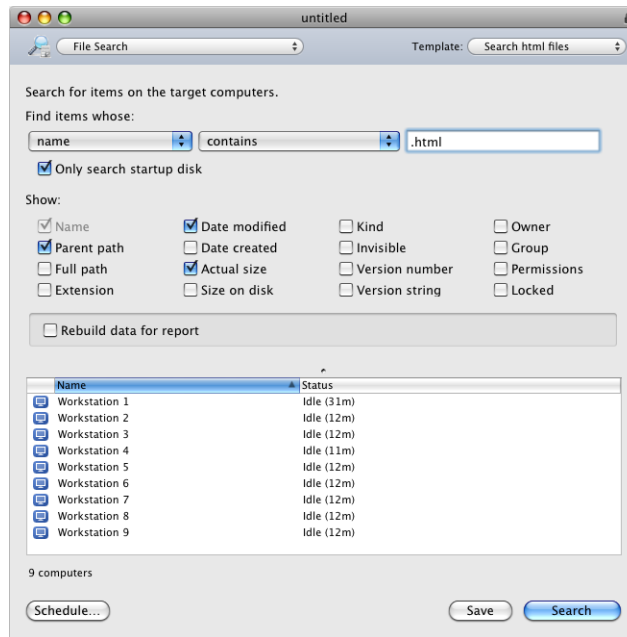 untitled
File Search
Template: Search html files
Search for items on the target computers.
Find items whose:
name contains .html
Only search startup disk
Show:
Name Date modified Kind Owner
Parent path Date created Invisible Group
Full path Actual size Version number Permissions
Extension Size on disk Version string Locked
Rebuild data for report
Name Status
Workstation 1 Idle (31m)
Workstation 2 Idle (12m)
Workstation 3 Idle (12m)
Workstation 4 Idle (11m)
Workstation 5 Idle (12m)
Workstation 6 Idle (12m)
Workstation 7 Idle (12m)
Workstation 8 Idle (12m)
Workstation 9 Idle (12m)
9 computers
Schedule... Save Search